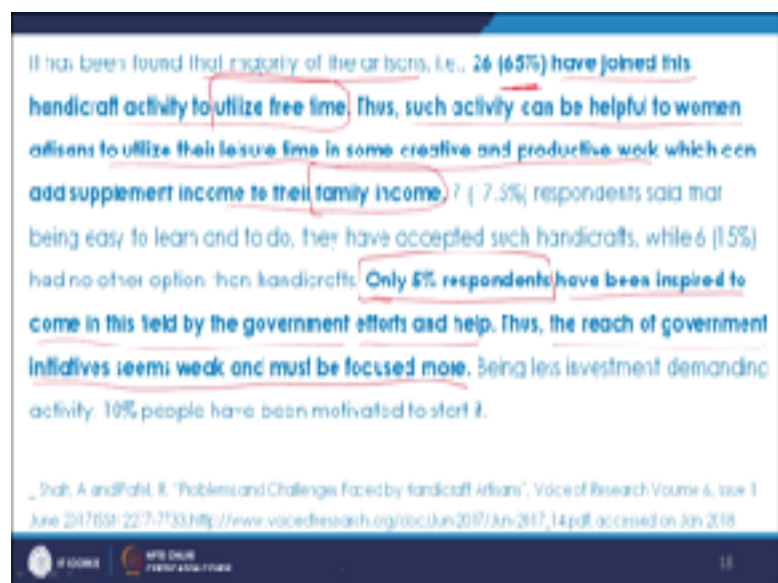 It has been found that majority of the artisans, i.e., 26 (65%) have joined this
handicraft activity to utilize free time. Thus, such activity can be helpful to women
artisans to utilize their leisure time in some creative and productive work which can
add supplement income to their family income. 7 ( 7.5%) respondents said that
being easy to learn and to do, they have accepted such handicrafts, while 6 (15%)
had no other option than handicrafts. Only 5% respondents have been inspired to
come in this field by the government efforts and help. Thus, the reach of government
initiatives seems weak and must be focused more. Being less investment demanding
activity, 10% people have been motivated to start it.
_ Shah, A and Patel, R. "Problems and Challenges Faced by Handicraft Artisans", Voice of Research Volume 6, Issue 1
June 2017 ISSN 2277-7733, http://www.voiceofresearch.org/doc/Jun-2017/Jun-2017_14.pdf, accessed on Jan 2018
IIT ROORKEE NPTEL ONLINE
CERTIFICATION COURSE